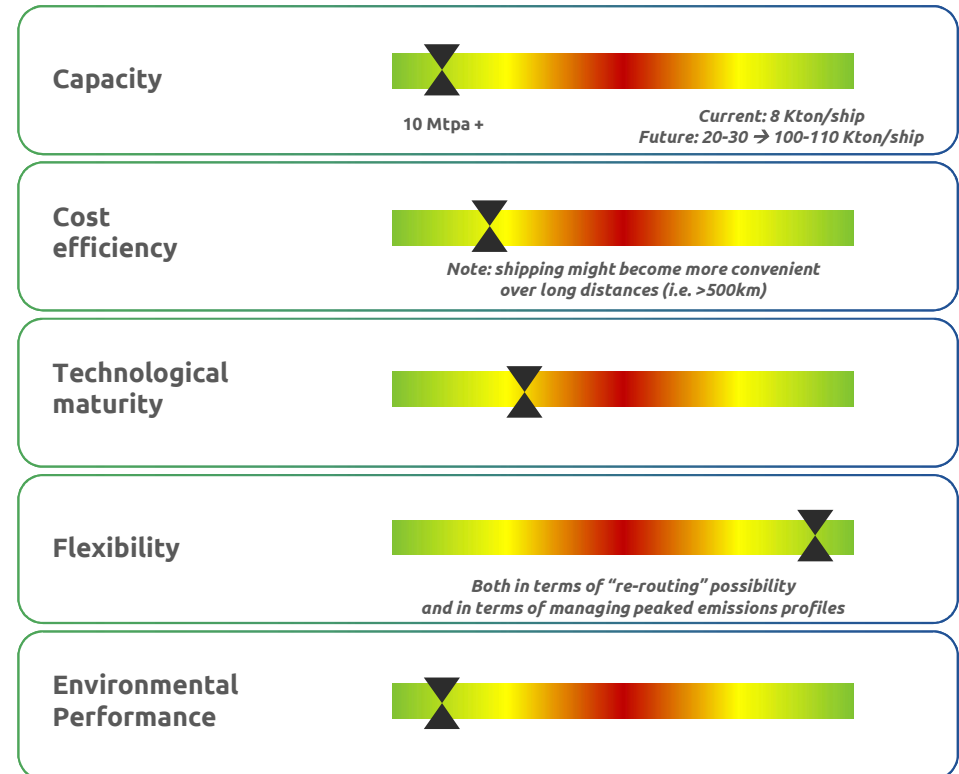 Capacity
10 Mtpa +
Current: 8 Kton/ship
Future: 20-30 → 100-110 Kton/ship
Cost
efficiency
Note: shipping might become more convenient
over long distances (i.e. >500km)
Technological
maturity
Flexibility
Both in terms of “re-routing” possibility
and in terms of managing peaked emissions profiles
Environmental
Performance